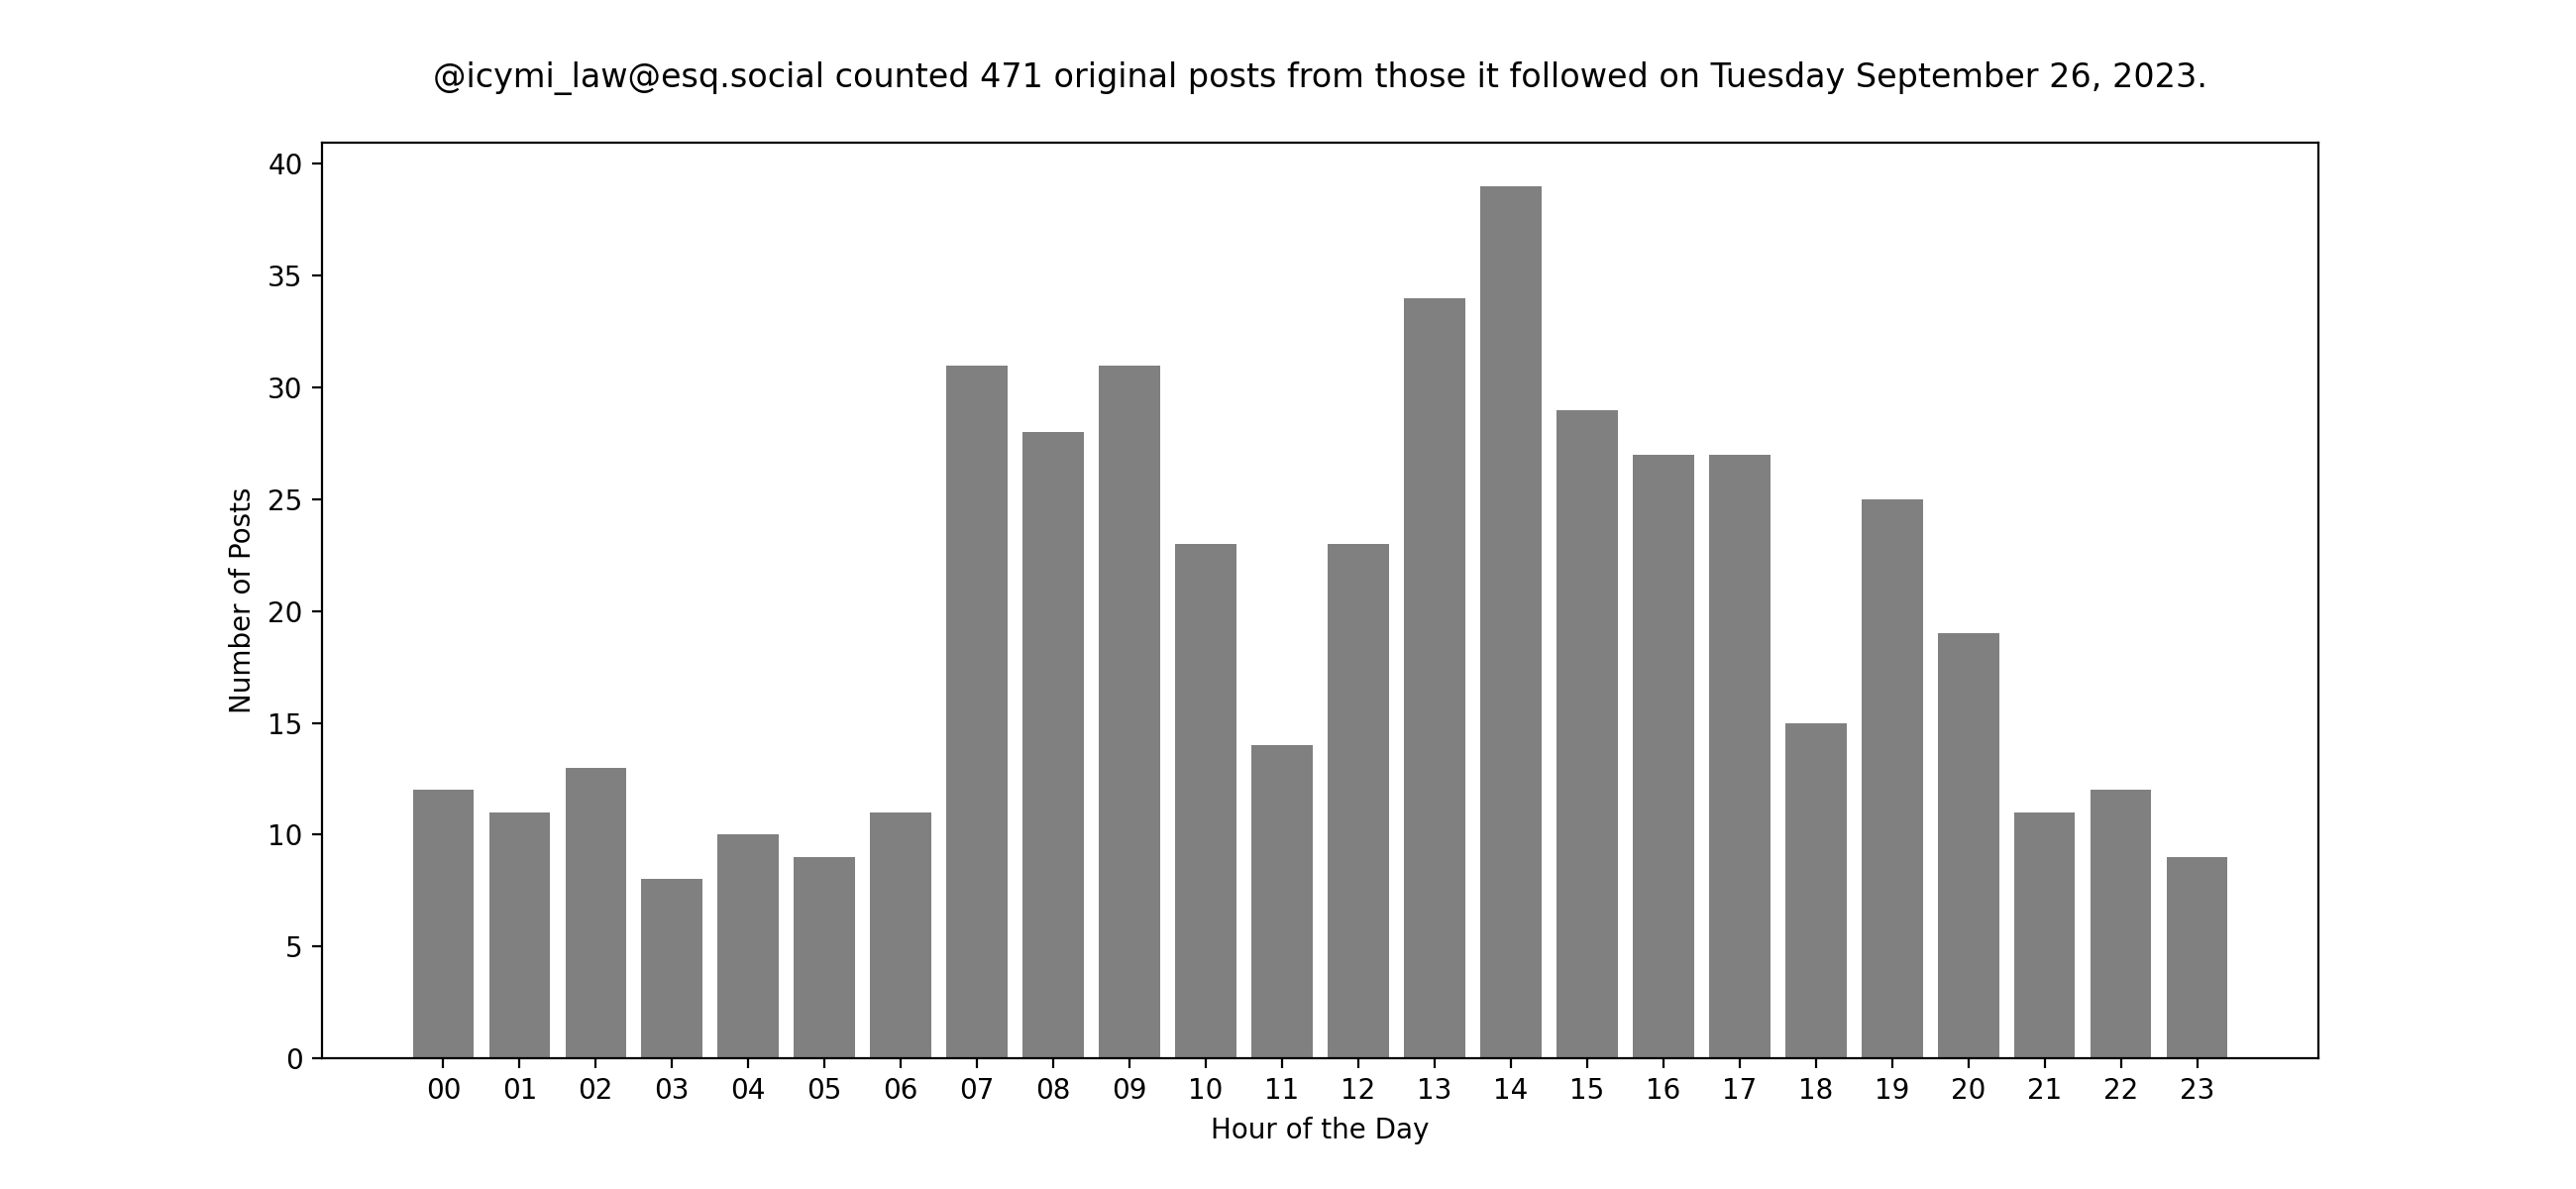 @icymi_law@esq.social counted 471 original posts from those it followed on Tuesday September 26, 2023.
40
35
30
25
20
15
10
5
0
Number of Posts
00 01 02 03 04 05 06 07 08 09 10 11 12 13 14 15 16 17 18 19 20 21 22 23
Hour of the Day